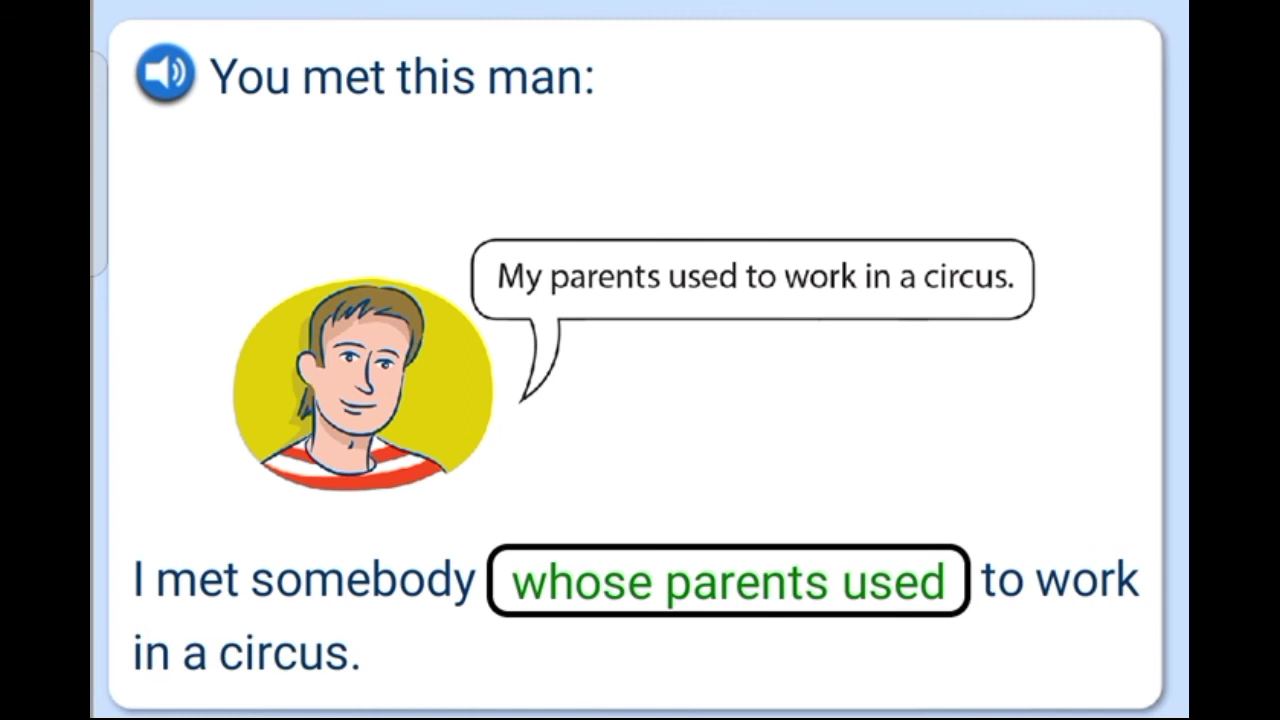 You met this man:
My parents used to work in a circus.
I met somebody whose parents used to work
in a circus.